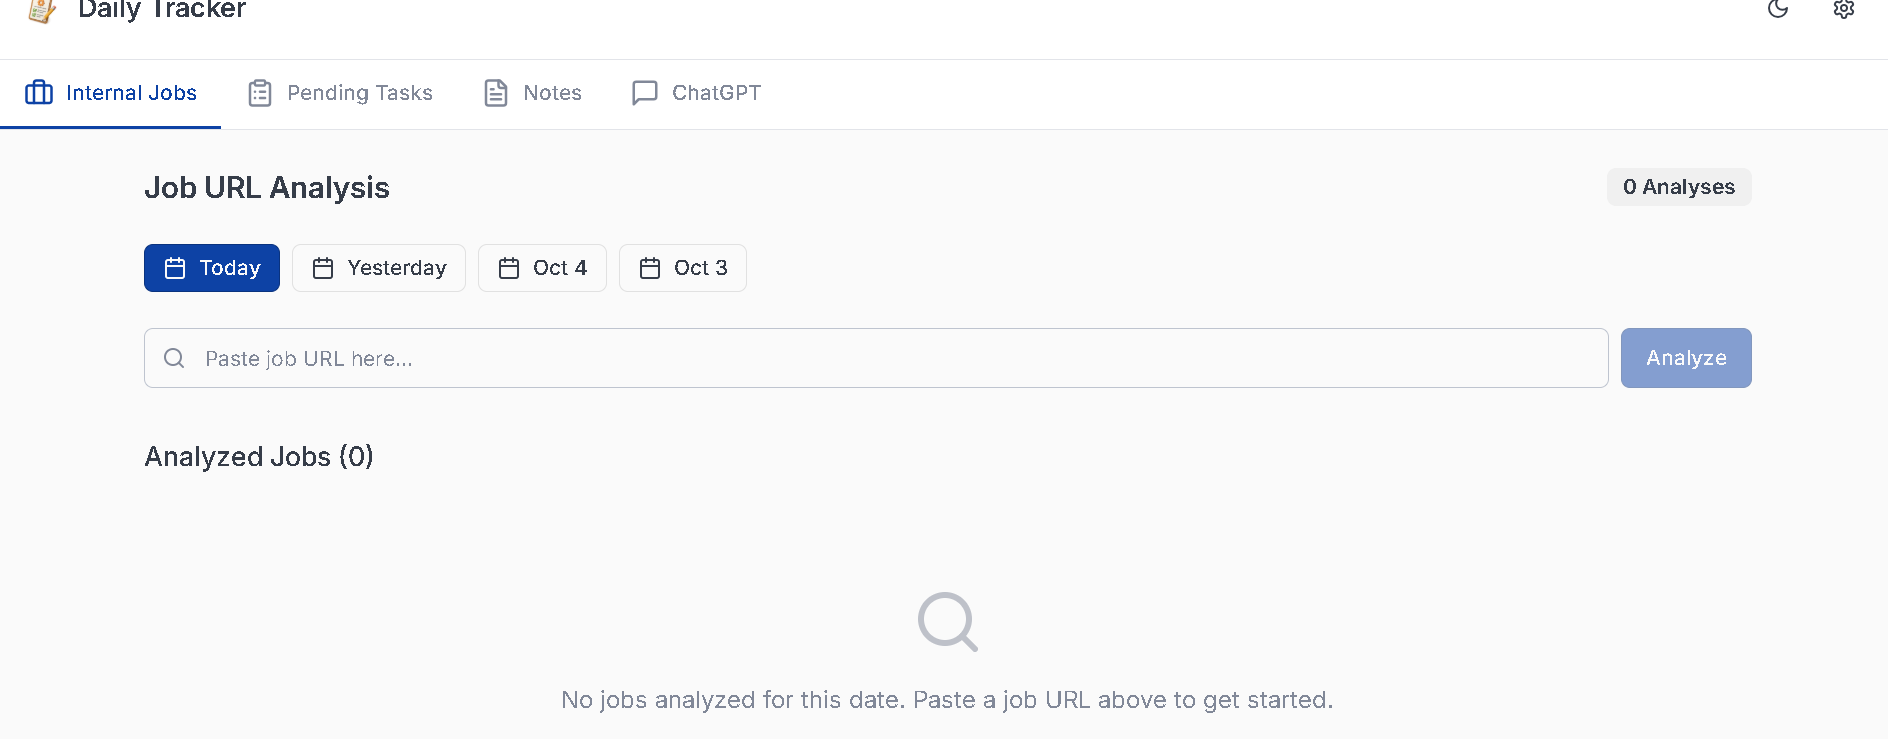 Daily Tracker
Internal Jobs
Pending Tasks
Notes
ChatGPT
Job URL Analysis
0 Analyses
Today
Yesterday
Oct 4
Oct 3
Paste job URL here...
Analyze
Analyzed Jobs (0)
No jobs analyzed for this date. Paste a job URL above to get started.